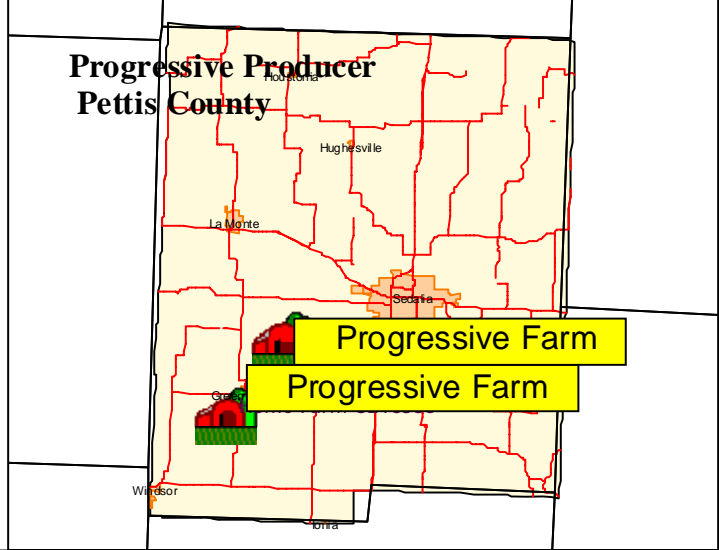 Progressive Producer
Pettis County
Houstonia
Hughesville
La Monte
Sedalia
Progressive Farm
Progressive Farm
Windsor
Ionia